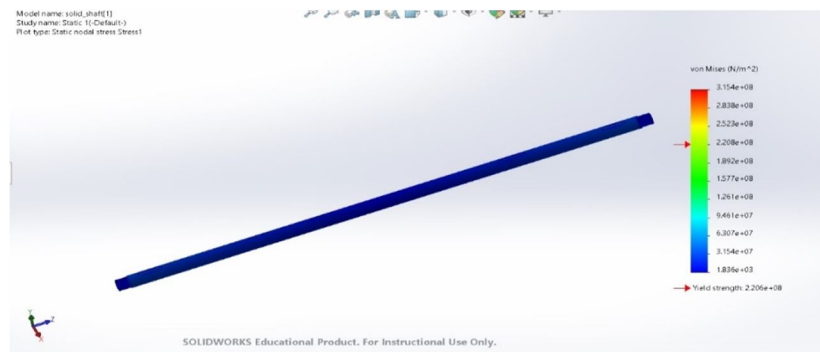 Model name: solid_shaft[1]
Study name: Static 1(-Default-)
Plot type: Static nodal stress Stress1
von Mises (N/m^2)
3.154e+08
2.838e+08
2.523e+08
2.208e+08
1.892e+08
1.577e+08
1.261e+08
9.461e+07
6.307e+07
3.154e+07
1.836e+03
Yield strength: 2.206e+08
Y
Z
X
SOLIDWORKS Educational Product. For Instructional Use Only.